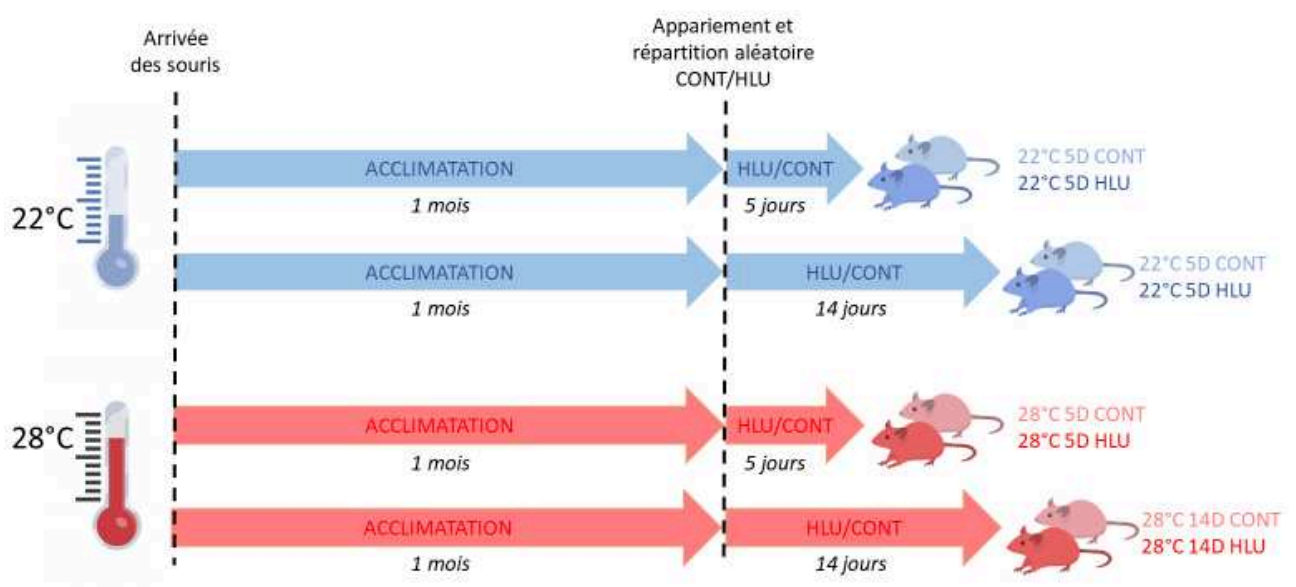 Arrivée
des souris
Appariement et
répartition aléatoire
CONT/HLU
22°C
ACCLIMATATION
1 mois
HLU/CONT
5 jours
22°C 5D CONT
22°C 5D HLU
ACCLIMATATION
1 mois
HLU/CONT
14 jours
22°C 5D CONT
22°C 5D HLU
28°C
ACCLIMATATION
1 mois
HLU/CONT
5 jours
28°C 5D CONT
28°C 5D HLU
ACCLIMATATION
1 mois
HLU/CONT
14 jours
28°C 14D CONT
28°C 14D HLU